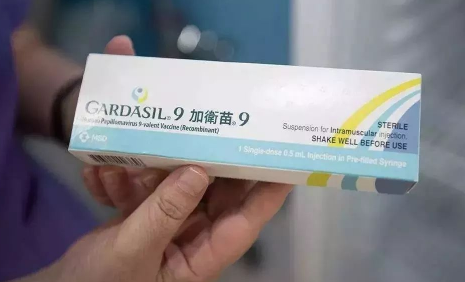 GARDASIL®9 加衛苗®9
Human Papillomavirus 9-valent Vaccine (Recombinant)
Suspension for Intramuscular injection,
STERILE
SHAKE WELL BEFORE USE
MSD
1 Single-dose 0.5 mL Injection in Pre-filled Syringe